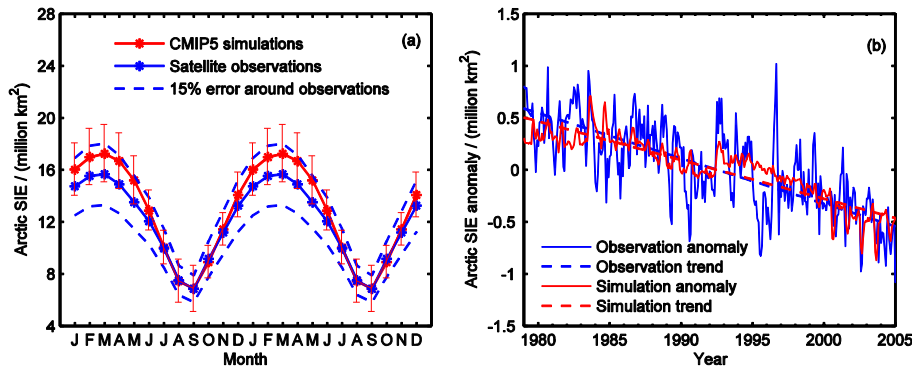 (a)
CMIP5 simulations
Satellite observations
15% error around observations
Arctic SIE / (million km²)
28
24
20
16
12
8
4
J F M A M J J A S O N D J F M A M J J A S O N D
Month
(b)
Arctic SIE anomaly / (million km²)
1.5
1
0.5
0
-0.5
-1
-1.5
Observation anomaly
Observation trend
Simulation anomaly
Simulation trend
1980 1985 1990 1995 2000 2005
Year